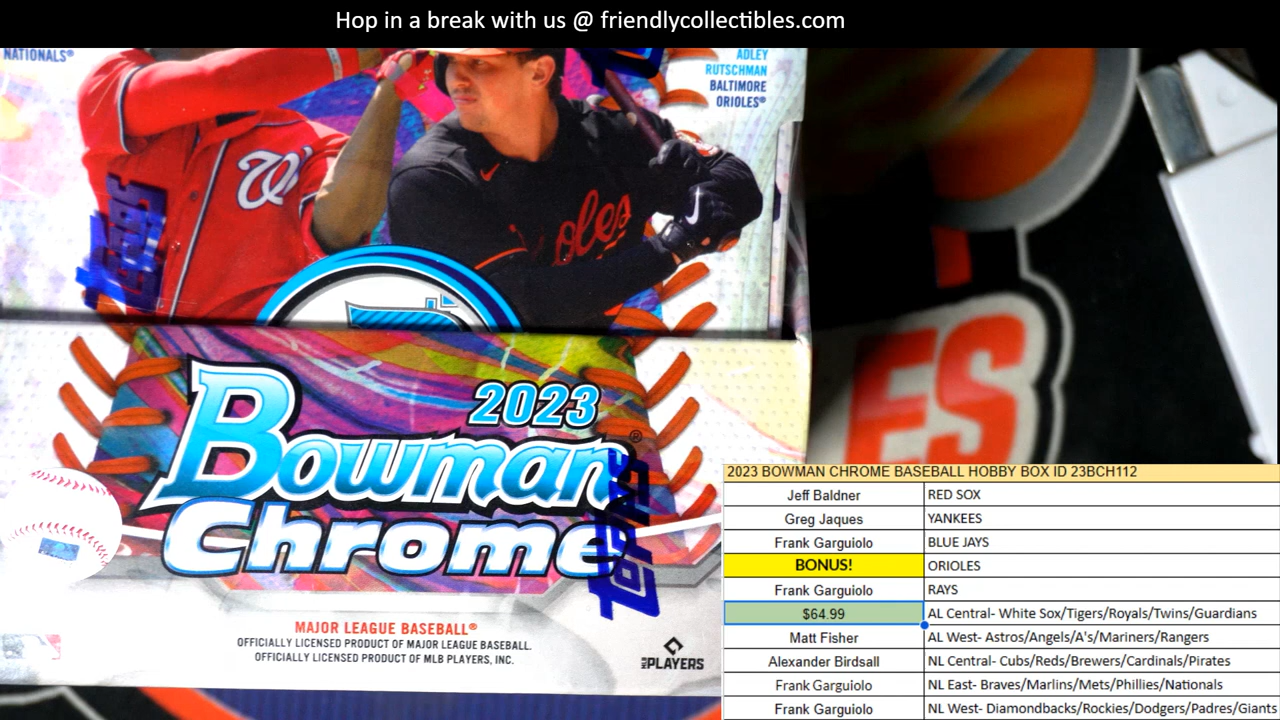 Hop in a break with us @ friendlycollectibles.com
NATIONALS®
ADLEY
RUTSCHMAN
BALTIMORE
ORIOLES®
W
oles
topps
B
2023
Bowman®
Chrome
topps
MAJOR LEAGUE BASEBALL®
OFFICIALLY LICENSED PRODUCT OF MAJOR LEAGUE BASEBALL.
OFFICIALLY LICENSED PRODUCT OF MLB PLAYERS, INC.
MLB PLAYERS
ES
2023 BOWMAN CHROME BASEBALL HOBBY BOX ID 23BCH112
Jeff Baldner RED SOX
Greg Jaques YANKEES
Frank Garguiolo BLUE JAYS
BONUS! ORIOLES
Frank Garguiolo RAYS
$64.99 AL Central- White Sox/Tigers/Royals/Twins/Guardians
Matt Fisher AL West- Astros/Angels/A's/Mariners/Rangers
Alexander Birdsall NL Central- Cubs/Reds/Brewers/Cardinals/Pirates
Frank Garguiolo NL East- Braves/Marlins/Mets/Phillies/Nationals
Frank Garguiolo NL West- Diamondbacks/Rockies/Dodgers/Padres/Giants